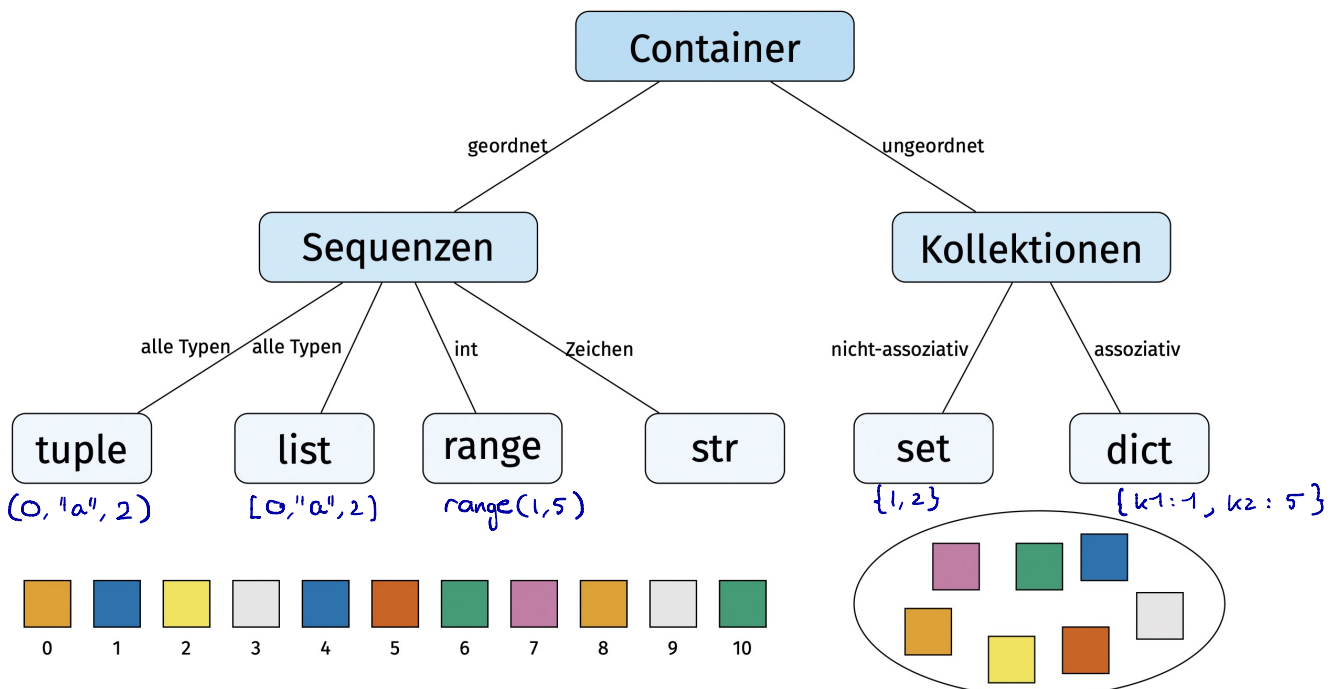 Container
geordnet ungeordnet
Sequenzen Kollektionen
alle Typen alle Typen int Zeichen nicht-assoziativ assoziativ
tuple list range str set dict
(0, "a", 2) [0, "a", 2] range(1,5) {1,2} {k1:1, k2:5}
0 1 2 3 4 5 6 7 8 9 10